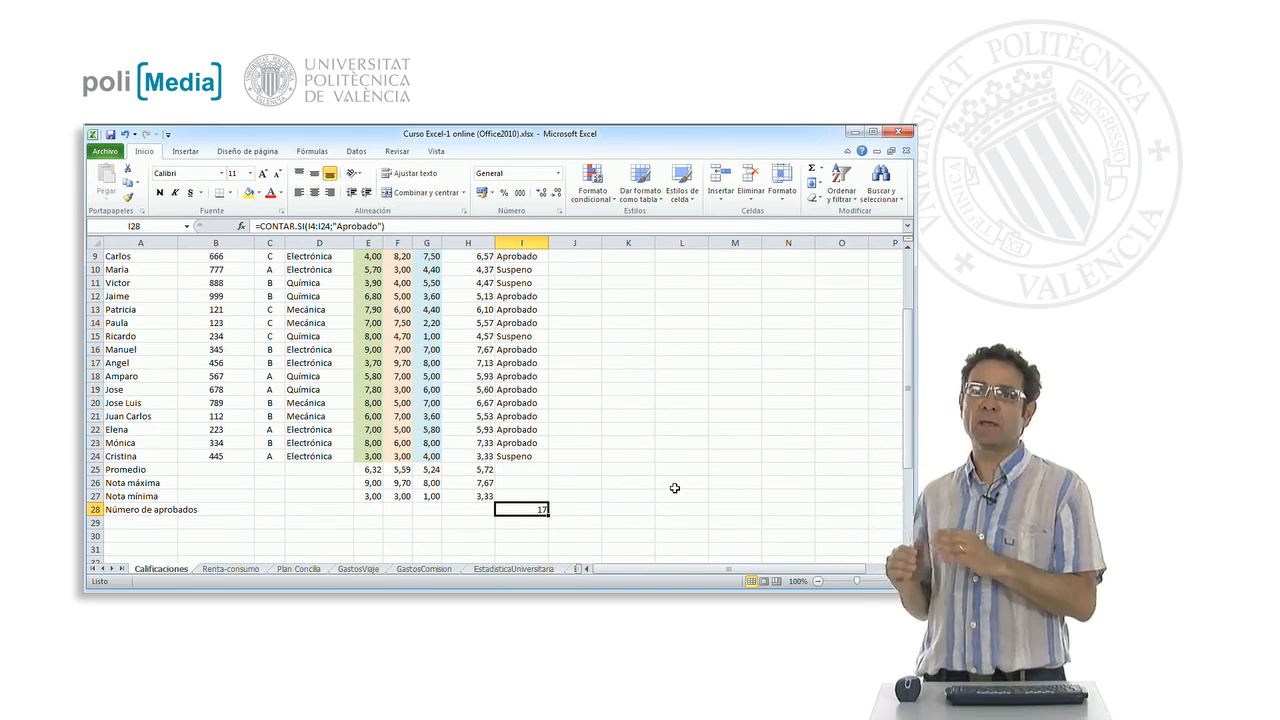 poli [Media]
UNIVERSITAT
POLITÈCNICA
DE VALÈNCIA
UNIVERSITAT POLITÈCNICA
PROGRESSIO
VALÈNCIA
Curso Excel-1 online (Office2010).xlsx - Microsoft Excel
Archivo Inicio Insertar Diseño de página Fórmulas Datos Revisar Vista
Pegar
Calibri 11
Ajustar texto
Combinar y centrar
General
Formato condicional
Dar formato como tabla
Estilos de celda
Insertar Eliminar Formato
Ordenar y filtrar
Buscar y seleccionar
Portapapeles Fuente Alineación Número Estilos Celdas Modificar
I28 fx =CONTAR.SI(I4:I24;"Aprobado")
A B C D E F G H I J K L M N O P
9 Carlos 666 C Electrónica 4,00 8,20 7,50 6,57 Aprobado
10 Maria 777 A Electrónica 5,70 3,00 4,40 4,37 Suspeno
11 Victor 888 B Química 3,90 4,00 5,50 4,47 Suspeno
12 Jaime 999 B Química 6,80 5,00 3,60 5,13 Aprobado
13 Patricia 121 C Mecánica 7,90 6,00 4,40 6,10 Aprobado
14 Paula 123 C Mecánica 7,00 7,50 2,20 5,57 Aprobado
15 Ricardo 234 C Química 8,00 4,70 1,00 4,57 Suspeno
16 Manuel 345 B Electrónica 9,00 7,00 7,00 7,67 Aprobado
17 Angel 456 B Electrónica 3,70 9,70 8,00 7,13 Aprobado
18 Amparo 567 A Química 5,80 7,00 5,00 5,93 Aprobado
19 Jose 678 A Química 7,80 3,00 6,00 5,60 Aprobado
20 Jose Luis 789 B Mecánica 8,00 5,00 7,00 6,67 Aprobado
21 Juan Carlos 112 B Mecánica 6,00 7,00 3,60 5,53 Aprobado
22 Elena 223 A Electrónica 5,00 7,00 5,80 5,93 Aprobado
23 Mónica 334 B Electrónica 8,00 6,00 8,00 7,33 Aprobado
24 Cristina 445 A Electrónica 3,00 3,00 4,00 3,33 Suspeno
25 Promedio 6,32 5,59 5,24 5,72
26 Nota máxima 9,00 9,70 8,00 7,67
27 Nota mínima 3,00 3,00 1,00 3,33
28 Número de aprobados 17
29
30
31
Calificaciones Renta-consumo Plan Concilia GastosViaje GastosComision EstadisticaUniversitaria
Listo 100%